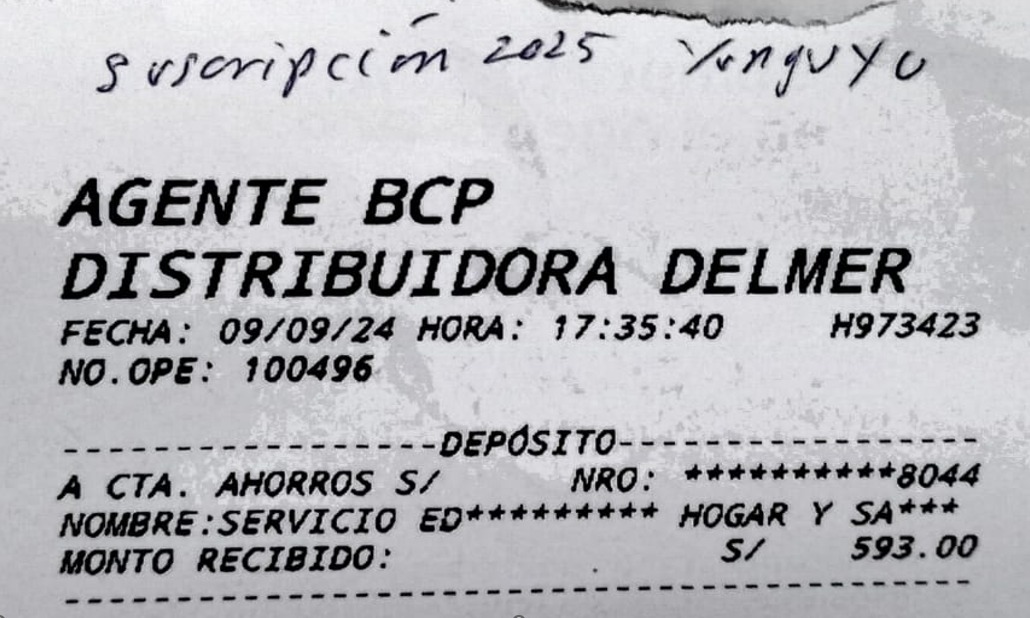 suscripción 2025 Yunguyo
AGENTE BCP
DISTRIBUIDORA DELMER
FECHA: 09/09/24 HORA: 17:35:40 H973423
NO.OPE: 100496
-----------------DEPÓSITO-----------------
A CTA. AHORROS S/ NRO: **********8044
NOMBRE:SERVICIO ED********* HOGAR Y SA***
MONTO RECIBIDO: S/ 593.00
------------------------------------------